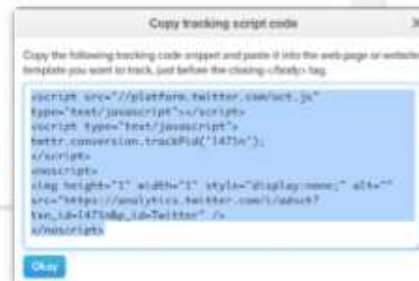 Copy tracking script code
Copy the following tracking code snippet and paste it into the web page or website
template you want to track, just before the closing </body> tag.
<script src="//platform.twitter.com/oct.js"
type="text/javascript"></script>
<script type="text/javascript">
twttr.conversion.trackPid('l475n');
</script>
<noscript>
<img height="1" width="1" style="display:none;" alt=""
src="https://analytics.twitter.com/i/adsct?
txn_id=l475n&p_id=Twitter" />
</noscript>
Okay